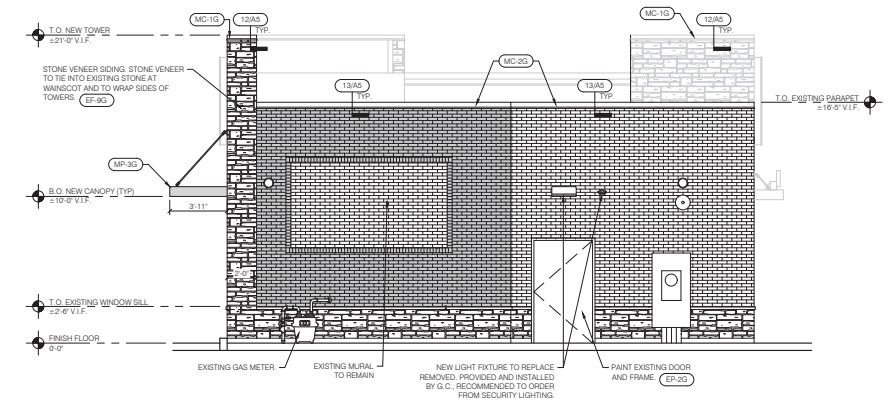 MC-1G
12/A5
TYP.
MC-1G
12/A5
TYP.
T.O. NEW TOWER
±21'-0" V.I.F.
STONE VENEER SIDING. STONE VENEER
TO TIE INTO EXISTING STONE AT
WAINSCOT AND TO WRAP SIDES OF
TOWERS. EF-9G
MC-2G
13/A5
TYP.
13/A5
TYP.
T.O. EXISTING PARAPET
±16'-5" V.I.F.
MP-3G
B.O. NEW CANOPY (TYP)
±10'-0" V.I.F.
3'-11"
2'-0"
T.O. EXISTING WINDOW SILL
±2'-6" V.I.F.
FINISH FLOOR
0'-0"
EXISTING GAS METER.
EXISTING MURAL
TO REMAIN
NEW LIGHT FIXTURE TO REPLACE
REMOVED. PROVIDED AND INSTALLED
BY G.C., RECOMMENDED TO ORDER
FROM SECURITY LIGHTING.
PAINT EXISTING DOOR
AND FRAME. EP-2G